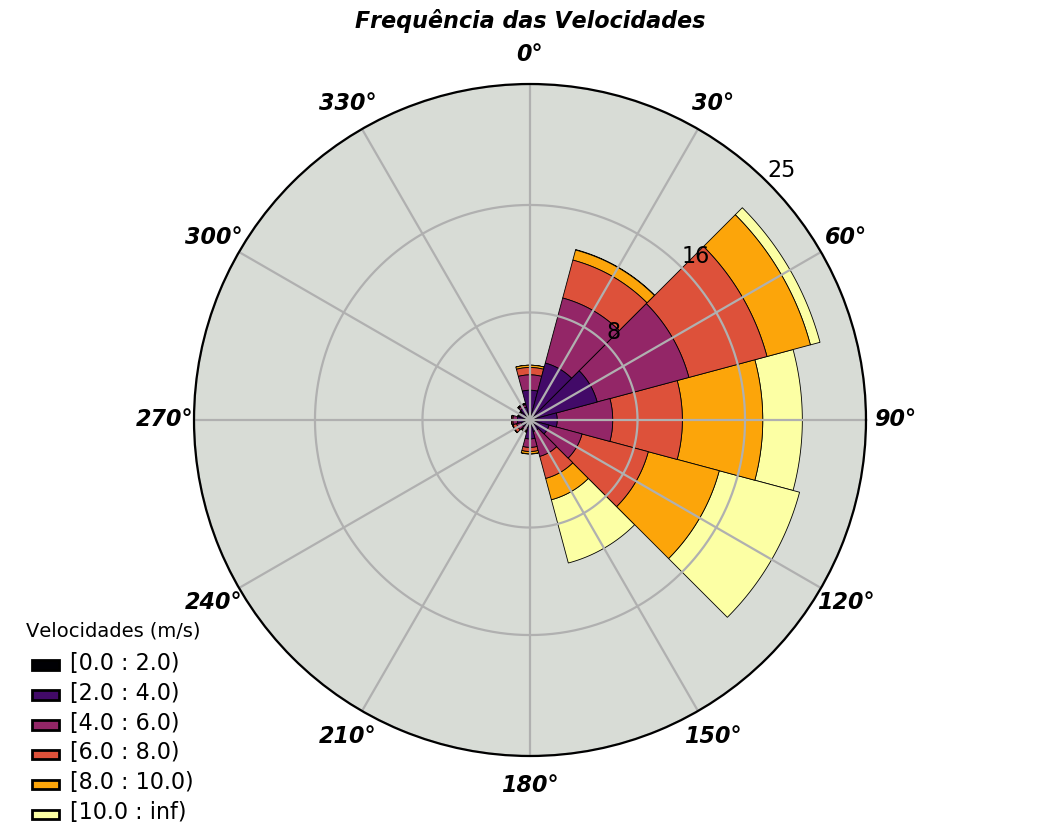 Frequência das Velocidades
0°
330°
30°
25
300°
60°
16
8
270°
90°
240°
120°
Velocidades (m/s)
[0.0 : 2.0)
[2.0 : 4.0)
[4.0 : 6.0)
210°
150°
[6.0 : 8.0)
180°
[8.0 : 10.0)
[10.0 : inf)